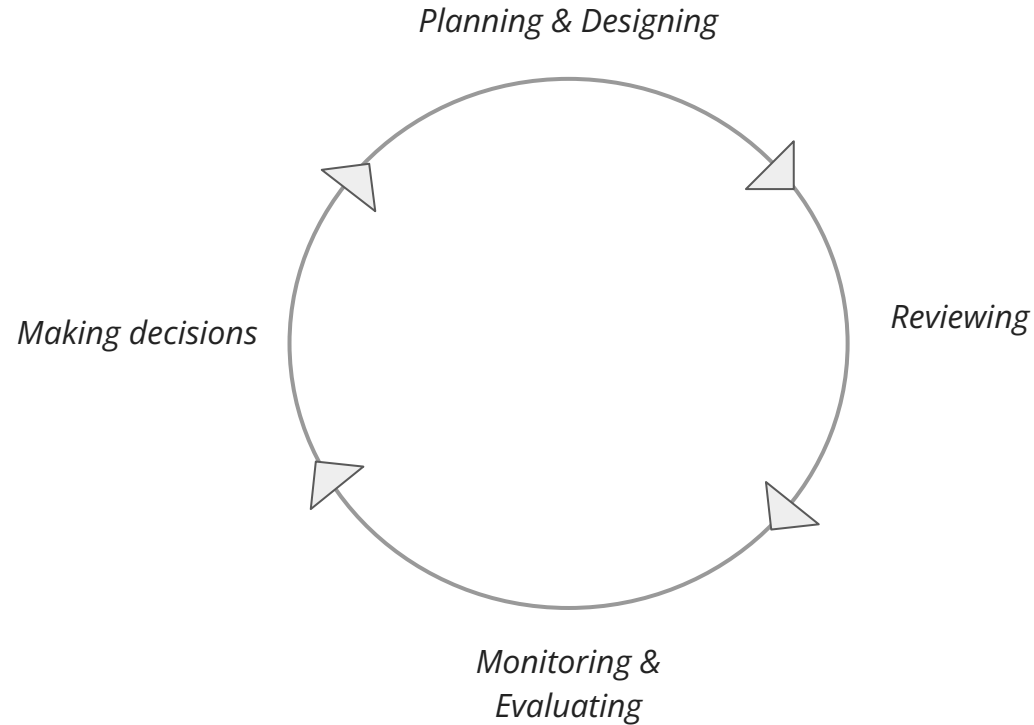 Planning & Designing
Reviewing
Making decisions
Monitoring &
Evaluating